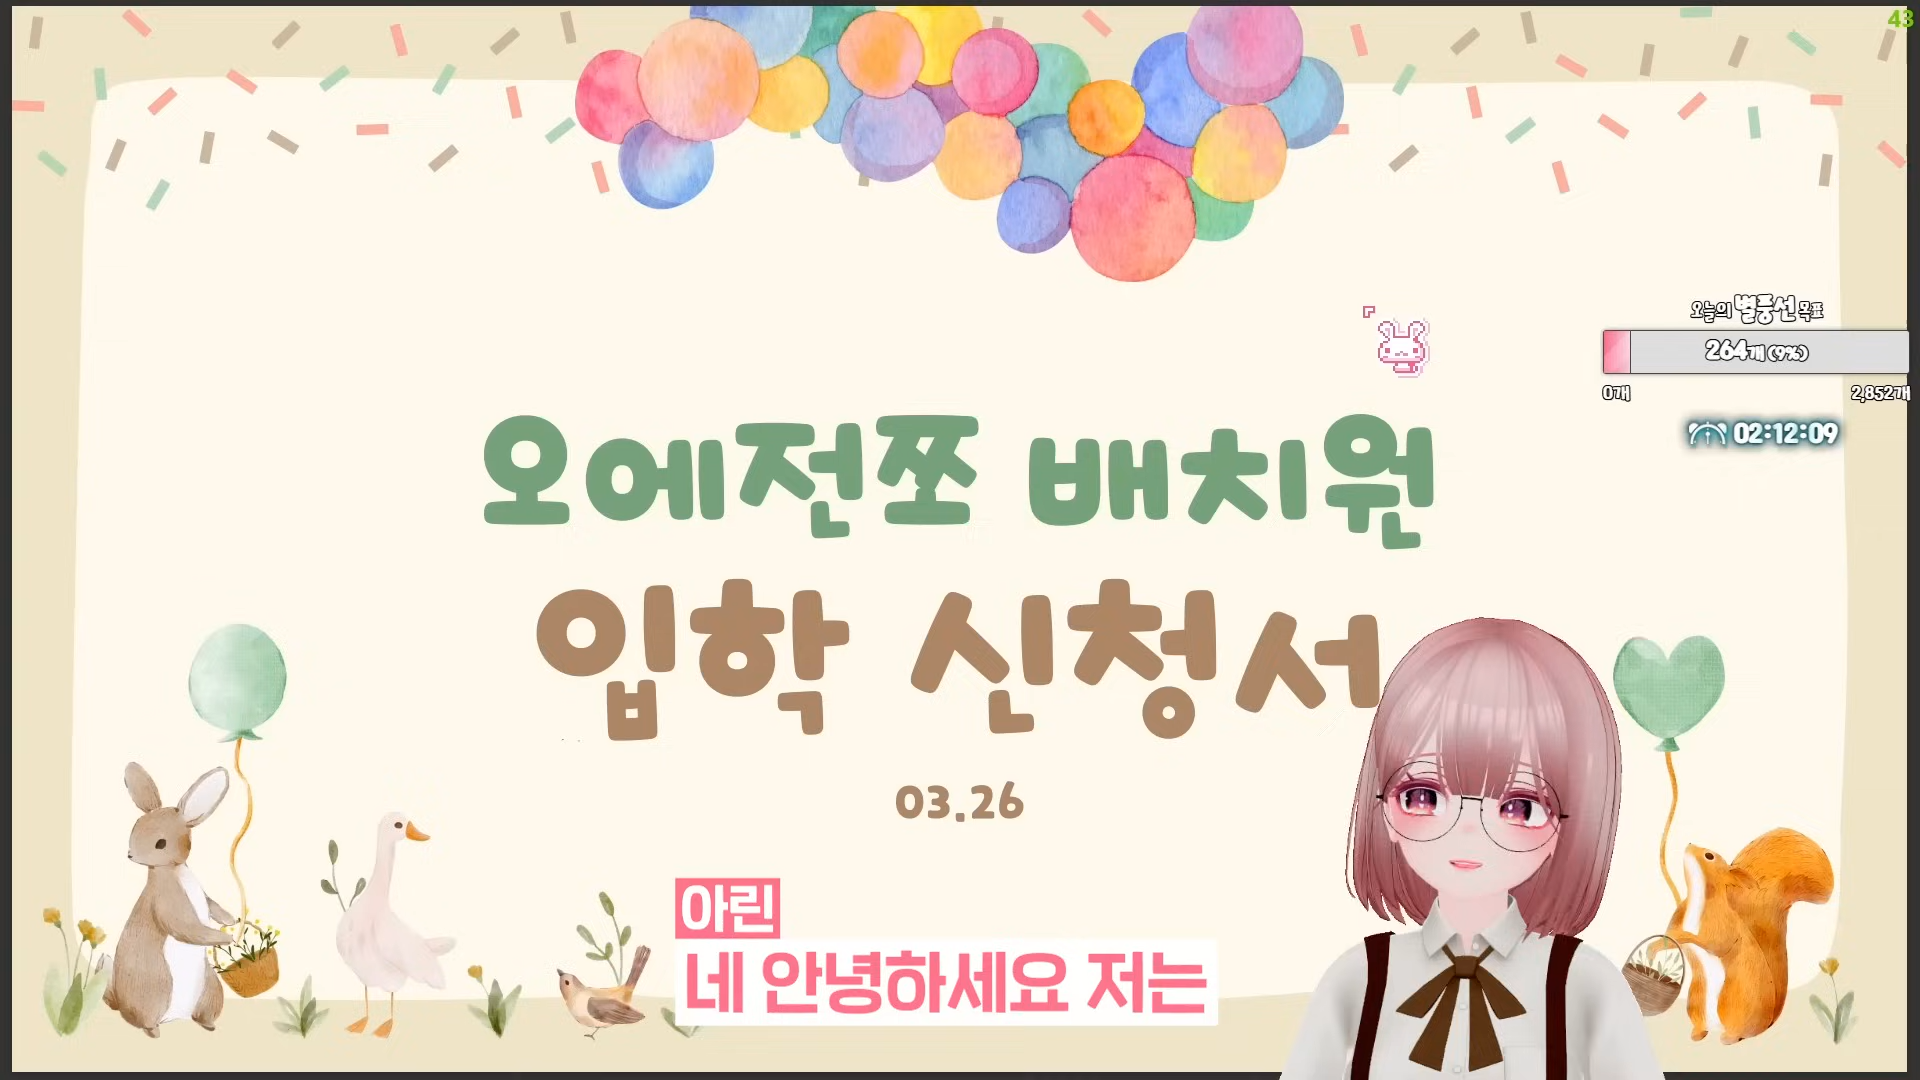 43
오늘의 별풍선 목표
264개 (9%)
0개 2,852개
02:12:09
오에전쪼 배치원
입학 신청서
03.26
아린
네 안녕하세요 저는